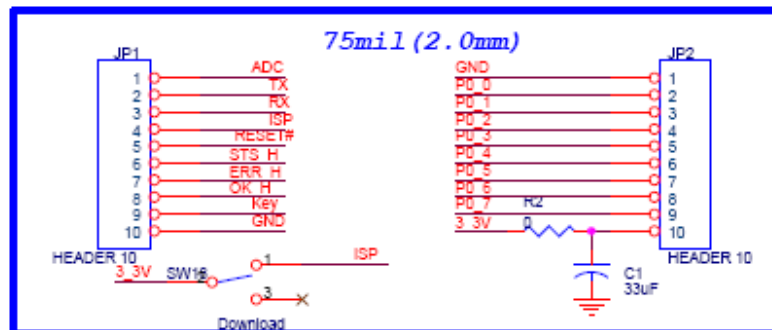 75mil(2.0mm)
JP1
1 ADC
2 TX
3 RX
4 ISP
5 RESET#
6 STS_H
7 ERR_H
8 OK_H
9 Key
10 GND
HEADER 10
JP2
GND 1
P0_0 2
P0_1 3
P0_2 4
P0_3 5
P0_4 6
P0_5 7
P0_6 8
P0_7 9
3_3V 10
R2
0
HEADER 10
C1
33uF
3_3V
1 ISP
3
Download